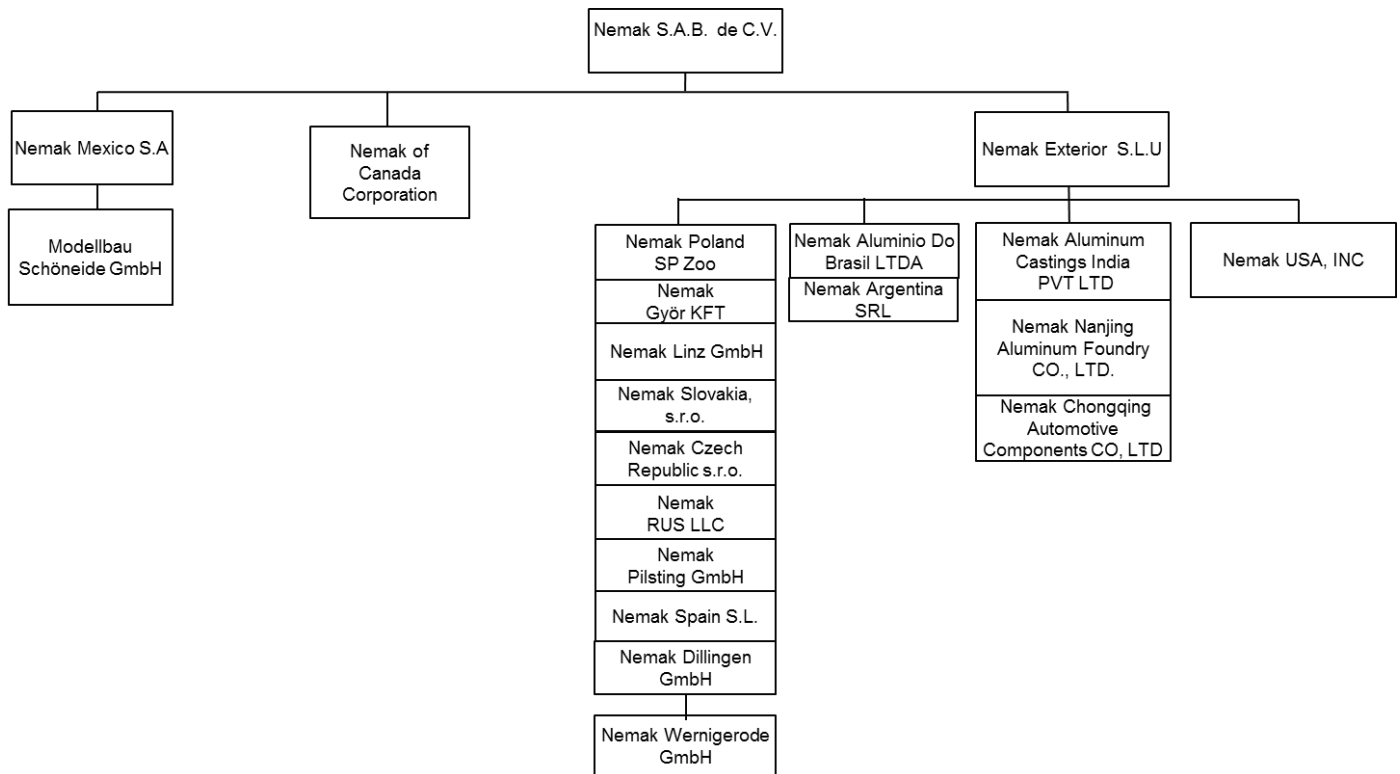 Nemak S.A.B. de C.V.
Nemak Mexico S.A
Nemak of
Canada
Corporation
Nemak Exterior S.L.U
Modellbau
Schöneide GmbH
Nemak Poland
SP Zoo
Nemak
Györ KFT
Nemak Linz GmbH
Nemak Slovakia,
s.r.o.
Nemak Czech
Republic s.r.o.
Nemak
RUS LLC
Nemak
Pilsting GmbH
Nemak Spain S.L.
Nemak Dillingen
GmbH
Nemak Wernigerode
GmbH
Nemak Aluminio Do
Brasil LTDA
Nemak Argentina
SRL
Nemak Aluminum
Castings India
PVT LTD
Nemak Nanjing
Aluminum Foundry
CO., LTD.
Nemak Chongqing
Automotive
Components CO, LTD
Nemak USA, INC